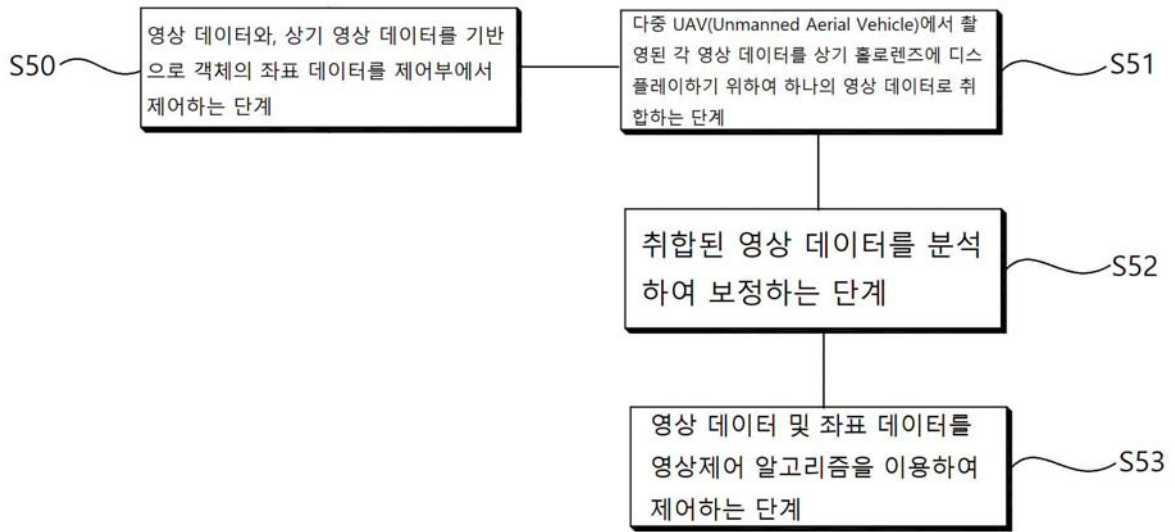 S50
영상 데이터와, 상기 영상 데이터를 기반
으로 객체의 좌표 데이터를 제어부에서
제어하는 단계
다중 UAV(Unmanned Aerial Vehicle)에서 촬
영된 각 영상 데이터를 상기 홀로렌즈에 디스
플레이하기 위하여 하나의 영상 데이터로 취
합하는 단계
S51
취합된 영상 데이터를 분석
하여 보정하는 단계
S52
영상 데이터 및 좌표 데이터를
영상제어 알고리즘을 이용하여
제어하는 단계
S53